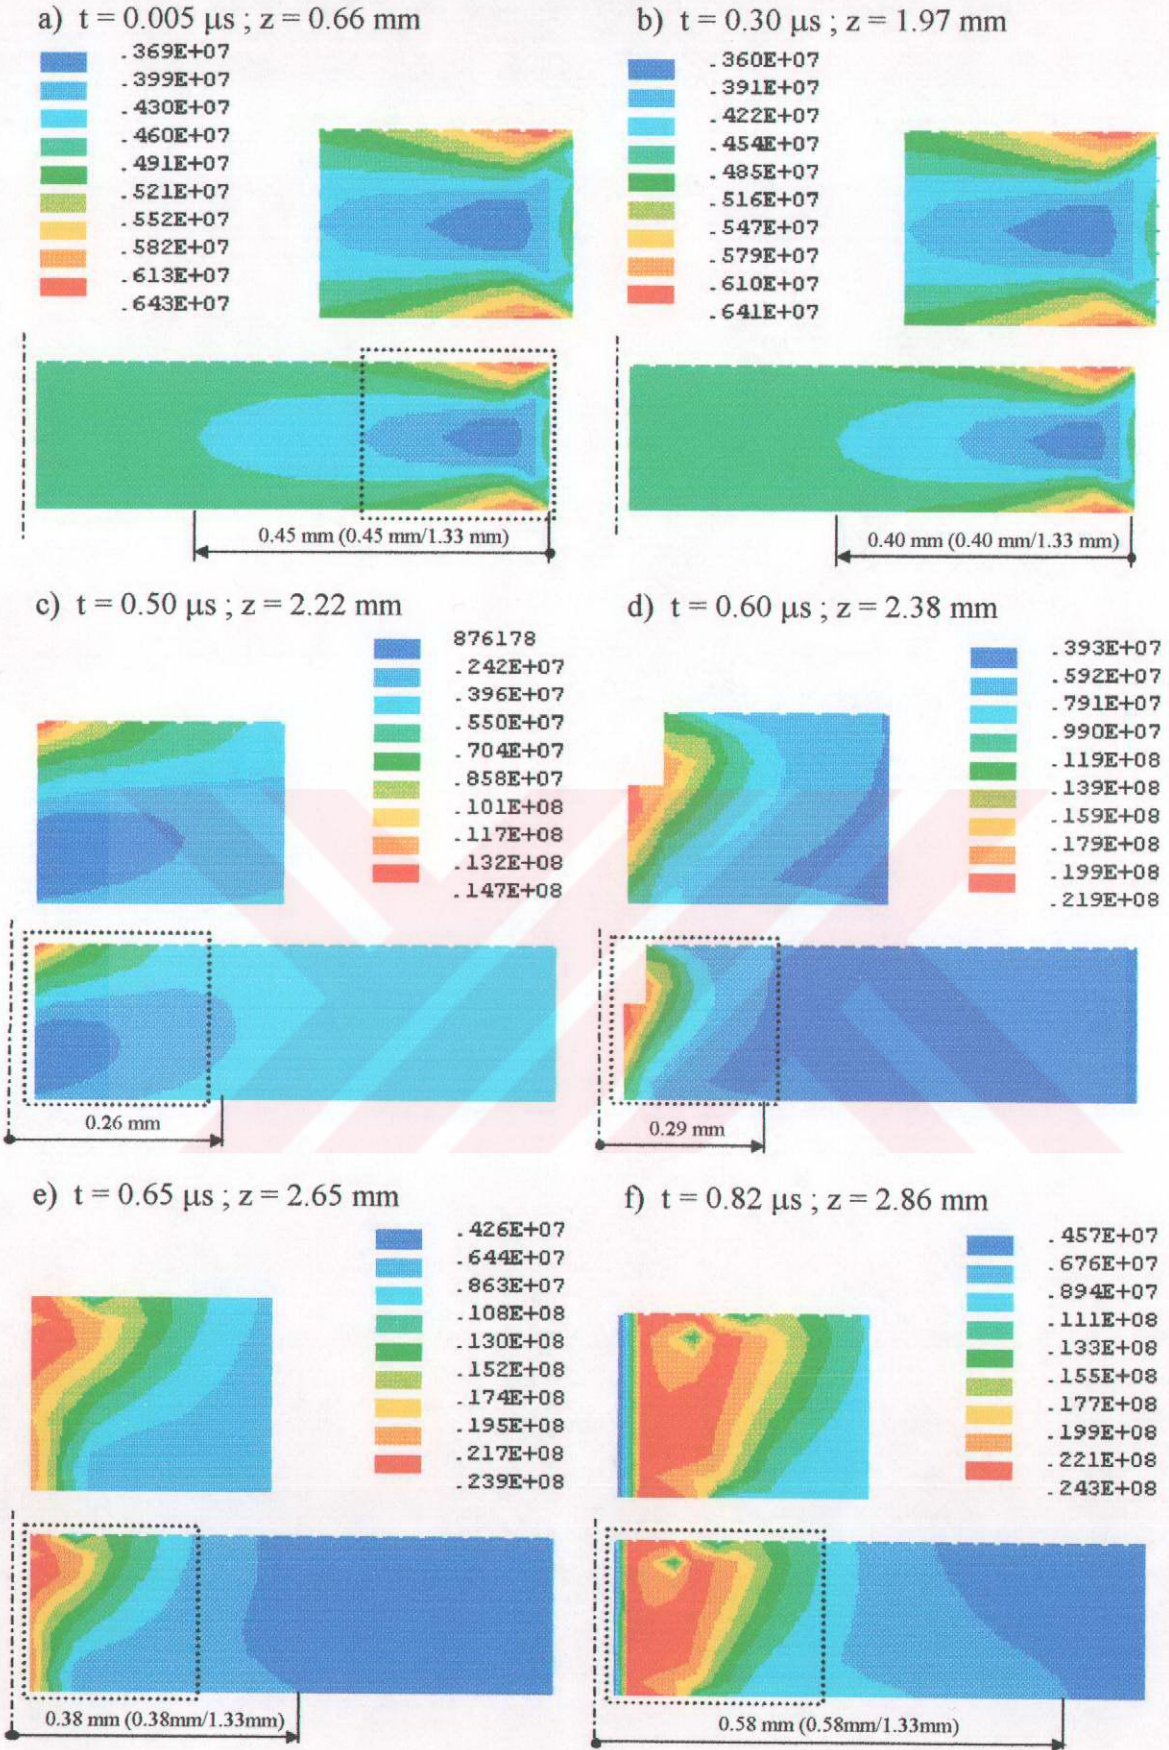 a) t = 0.005 µs ; z = 0.66 mm
.369E+07
.399E+07
.430E+07
.460E+07
.491E+07
.521E+07
.552E+07
.582E+07
.613E+07
.643E+07
0.45 mm (0.45 mm/1.33 mm)
b) t = 0.30 µs ; z = 1.97 mm
.360E+07
.391E+07
.422E+07
.454E+07
.485E+07
.516E+07
.547E+07
.579E+07
.610E+07
.641E+07
0.40 mm (0.40 mm/1.33 mm)
c) t = 0.50 µs ; z = 2.22 mm
876178
.242E+07
.396E+07
.550E+07
.704E+07
.858E+07
.101E+08
.117E+08
.132E+08
.147E+08
0.26 mm
d) t = 0.60 µs ; z = 2.38 mm
.393E+07
.592E+07
.791E+07
.990E+07
.119E+08
.139E+08
.159E+08
.179E+08
.199E+08
.219E+08
0.29 mm
e) t = 0.65 µs ; z = 2.65 mm
.426E+07
.644E+07
.863E+07
.108E+08
.130E+08
.152E+08
.174E+08
.195E+08
.217E+08
.239E+08
0.38 mm (0.38mm/1.33mm)
f) t = 0.82 µs ; z = 2.86 mm
.457E+07
.676E+07
.894E+07
.111E+08
.133E+08
.155E+08
.177E+08
.199E+08
.221E+08
.243E+08
0.58 mm (0.58mm/1.33mm)